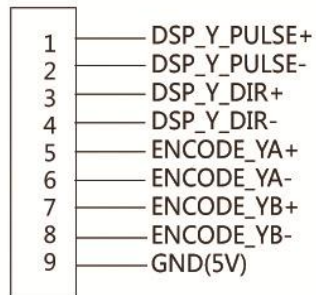 1 DSP_Y_PULSE+
2 DSP_Y_PULSE-
3 DSP_Y_DIR+
4 DSP_Y_DIR-
5 ENCODE_YA+
6 ENCODE_YA-
7 ENCODE_YB+
8 ENCODE_YB-
9 GND(5V)